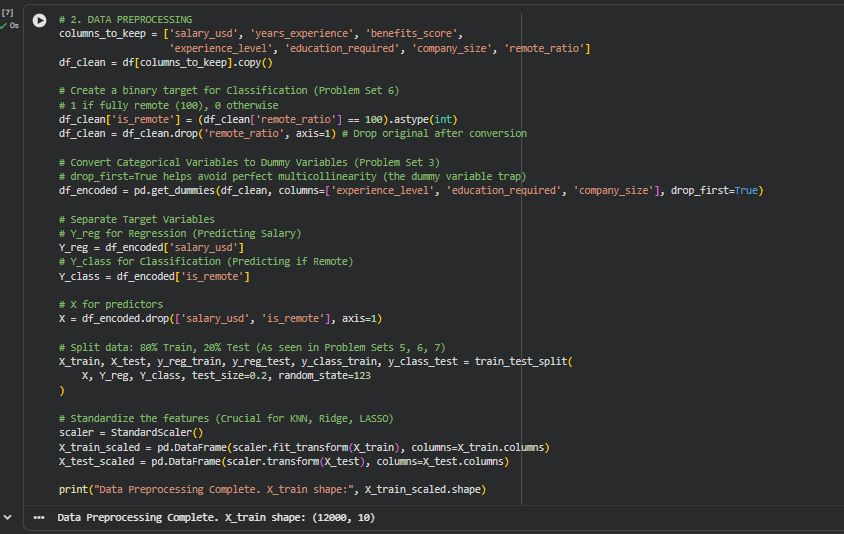 [7]
0s
# 2. DATA PREPROCESSING
columns_to_keep = ['salary_usd', 'years_experience', 'benefits_score',
'experience_level', 'education_required', 'company_size', 'remote_ratio']
df_clean = df[columns_to_keep].copy()
# Create a binary target for Classification (Problem Set 6)
# 1 if fully remote (100), 0 otherwise
df_clean['is_remote'] = (df_clean['remote_ratio'] == 100).astype(int)
df_clean = df_clean.drop('remote_ratio', axis=1) # Drop original after conversion
# Convert Categorical Variables to Dummy Variables (Problem Set 3)
# drop_first=True helps avoid perfect multicollinearity (the dummy variable trap)
df_encoded = pd.get_dummies(df_clean, columns=['experience_level', 'education_required', 'company_size'], drop_first=True)
# Separate Target Variables
# Y_reg for Regression (Predicting Salary)
Y_reg = df_encoded['salary_usd']
# Y_class for Classification (Predicting if Remote)
Y_class = df_encoded['is_remote']
# X for predictors
X = df_encoded.drop(['salary_usd', 'is_remote'], axis=1)
# Split data: 80% Train, 20% Test (As seen in Problem Sets 5, 6, 7)
X_train, X_test, y_reg_train, y_reg_test, y_class_train, y_class_test = train_test_split(
X, Y_reg, Y_class, test_size=0.2, random_state=123
)
# Standardize the features (Crucial for KNN, Ridge, LASSO)
scaler = StandardScaler()
X_train_scaled = pd.DataFrame(scaler.fit_transform(X_train), columns=X_train.columns)
X_test_scaled = pd.DataFrame(scaler.transform(X_test), columns=X_test.columns)
print("Data Preprocessing Complete. X_train shape:", X_train_scaled.shape)
Data Preprocessing Complete. X_train shape: (12000, 10)